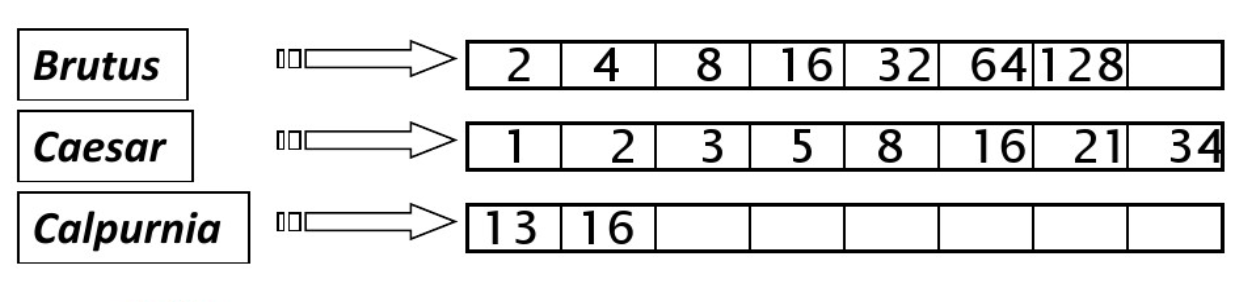 Brutus 2 4 8 16 32 64 128
Caesar 1 2 3 5 8 16 21 34
Calpurnia 13 16